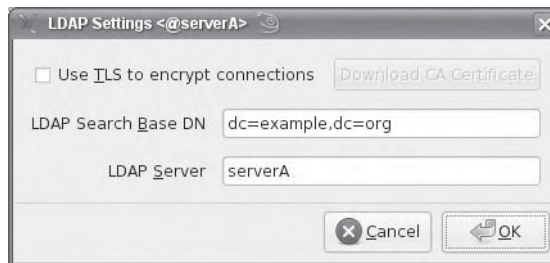 LDAP Settings <@serverA>
Use TLS to encrypt connections Download CA Certificate
LDAP Search Base DN dc=example,dc=org
LDAP Server serverA
Cancel OK